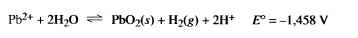 Pb²⁺ + 2H₂O ⇌ PbO₂(s) + H₂(g) + 2H⁺ E° = –1,458 V